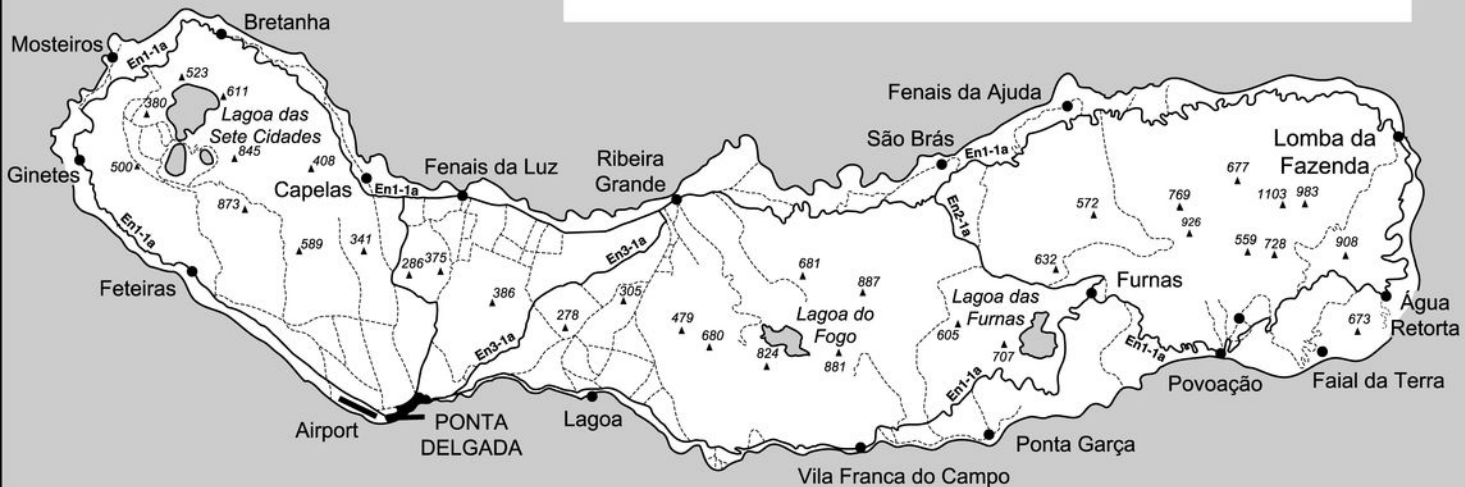 Bretanha
Mosteiros
En1-1a
523
611
380
Lagoa das
Sete Cidades
845
500
408
Ginetes
Capelas
873
En1-1a
Feteiras
589
341
En1-1a
Fenais da Luz
286
375
386
En3-1a
En3-1a
Airport
PONTA
DELGADA
278
305
Lagoa
Ribeira
Grande
479
680
681
887
Lagoa do
Fogo
824
881
Vila Franca do Campo
São Brás
Fenais da Ajuda
En1-1a
En2-1a
572
632
Lagoa das
Furnas
605
707
Furnas
En1-1a
Ponta Garça
En1-1a
Povoação
769
926
677
1103
983
559
728
908
Lomba da
Fazenda
Água
Retorta
673
Faial da Terra